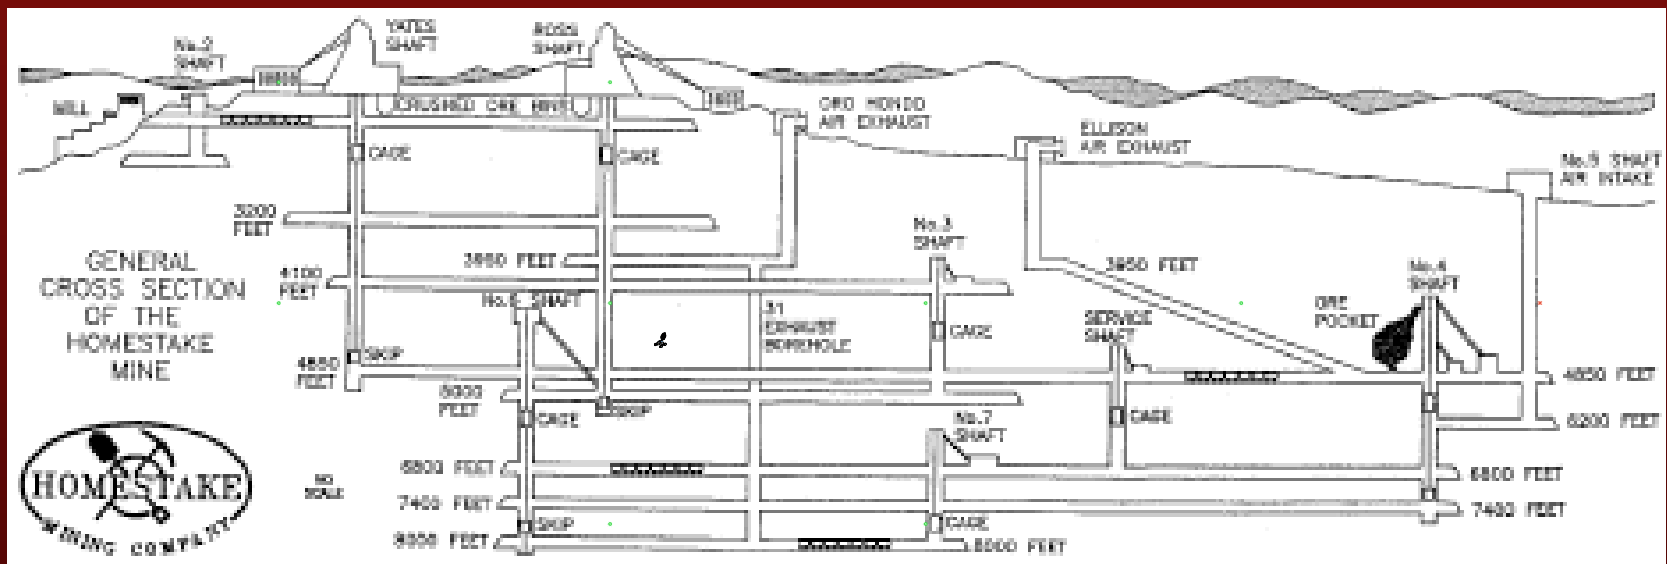 No.2
SHAFT
YATES
SHAFT
ROSS
SHAFT
MILL
CRUSHED ORE BINS
ORO HONDO
AIR EXHAUST
ELLISON
AIR EXHAUST
No.5 SHAFT
AIR INTAKE
CAGE
CAGE
3200
FEET
GENERAL
CROSS SECTION
OF THE
HOMESTAKE
MINE
3950 FEET
4100
FEET
No.3
SHAFT
3950 FEET
No.6 SHAFT
31
EXHAUST
BOREHOLE
CAGE
SERVICE
SHAFT
ORE
POCKET
No.4
SHAFT
SKIP
4850
FEET
4850 FEET
5000
FEET
SKIP
CAGE
No.7
SHAFT
CAGE
HOMESTAKE
MINING COMPANY
NO
SCALE
6800 FEET
6800 FEET
7400 FEET
7400 FEET
SKIP
CAGE
8000 FEET
8000 FEET